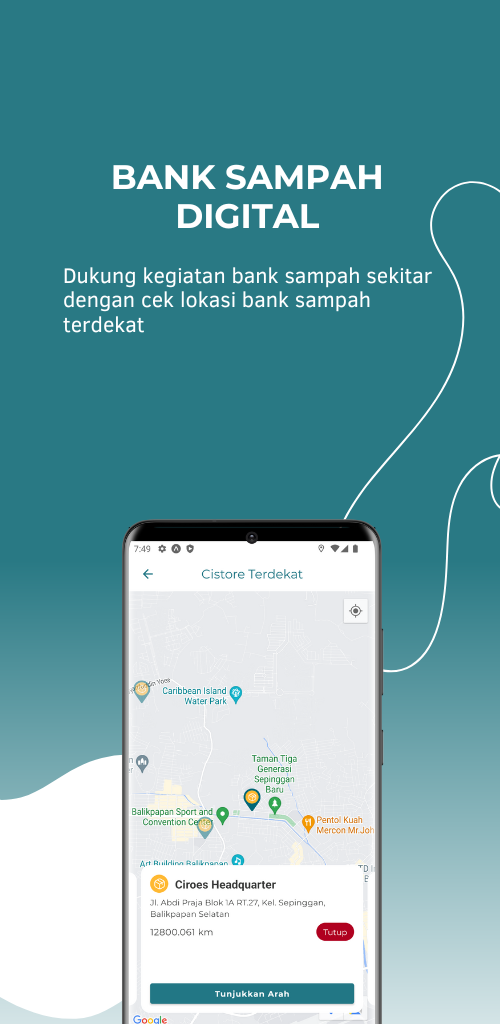 BANK SAMPAH
DIGITAL
Dukung kegiatan bank sampah sekitar
dengan cek lokasi bank sampah
terdekat
7:49
Cistore Terdekat
Caribbean Island
Water Park
Taman Tiga
Generasi
Sepinggan
Baru
Balikpapan Sport and
Convention Center
Pentol Kuah
Mercon Mr.Joh
Art Building Balikpapan
Ciroes Headquarter
Jl. Abdi Praja Blok 1A RT.27, Kel. Sepinggan,
Balikpapan Selatan
12800.061 km
Tutup
Tunjukkan Arah
Google